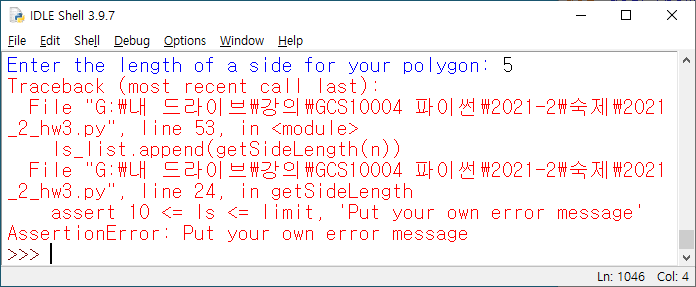 IDLE Shell 3.9.7
File Edit Shell Debug Options Window Help
Enter the length of a side for your polygon: 5
Traceback (most recent call last):
  File "G:₩내 드라이브₩강의₩GCS10004 파이썬₩2021-2₩숙제₩2021
_2_hw3.py", line 53, in <module>
    ls_list.append(getSideLength(n))
  File "G:₩내 드라이브₩강의₩GCS10004 파이썬₩2021-2₩숙제₩2021
_2_hw3.py", line 24, in getSideLength
    assert 10 <= ls <= limit, 'Put your own error message'
AssertionError: Put your own error message
>>>
Ln: 1046 Col: 4